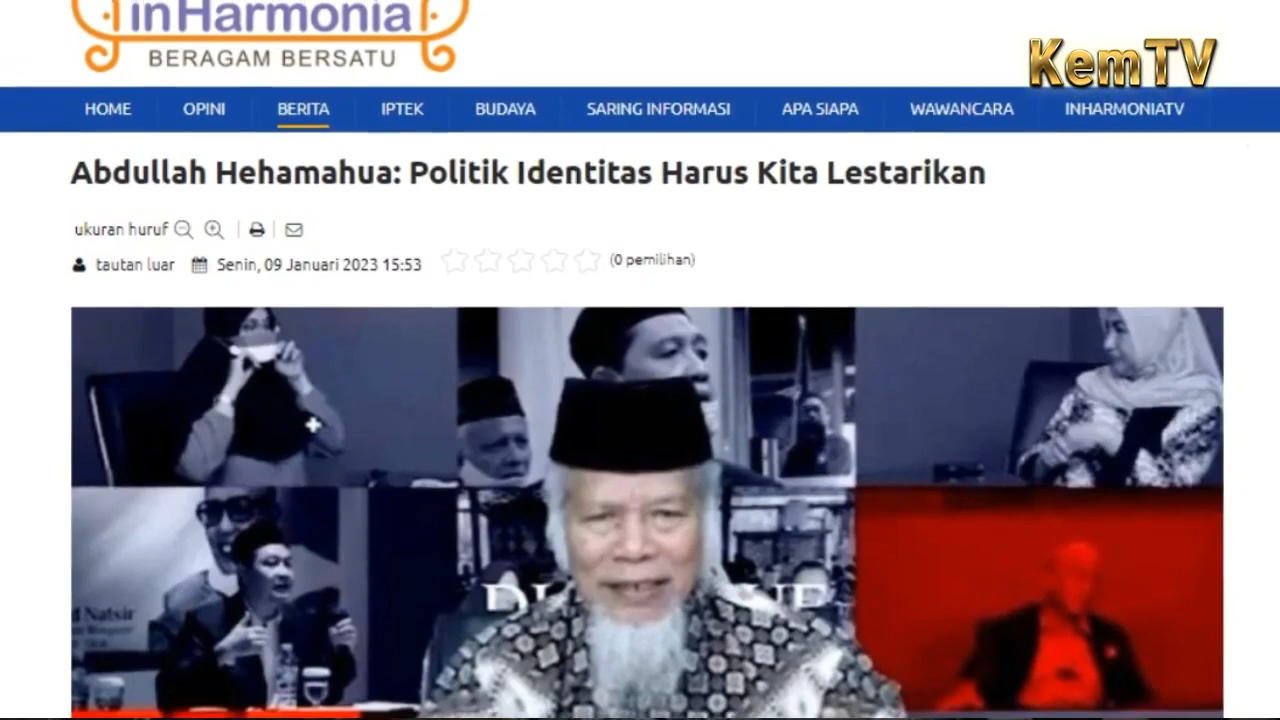 inHarmonia
BERAGAM BERSATU
KemTV
HOME OPINI BERITA IPTEK BUDAYA SARING INFORMASI APA SIAPA WAWANCARA INHARMONIATV
Abdullah Hehamahua: Politik Identitas Harus Kita Lestarikan
ukuran huruf
tautan luar Senin, 09 Januari 2023 15:53 (0 pemilihan)
Natsir